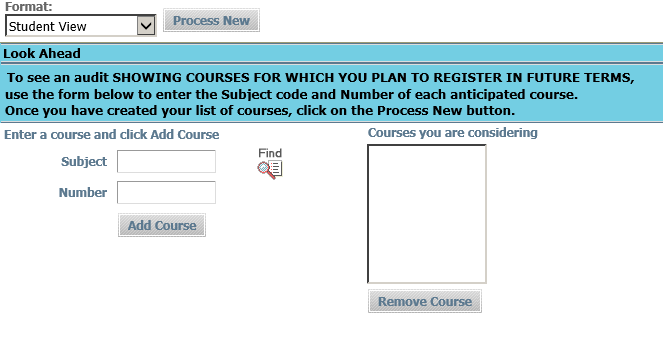 Format:
Student View
Process New
Look Ahead
To see an audit SHOWING COURSES FOR WHICH YOU PLAN TO REGISTER IN FUTURE TERMS,
use the form below to enter the Subject code and Number of each anticipated course.
Once you have created your list of courses, click on the Process New button.
Enter a course and click Add Course
Subject
Find
Number
Add Course
Courses you are considering
Remove Course